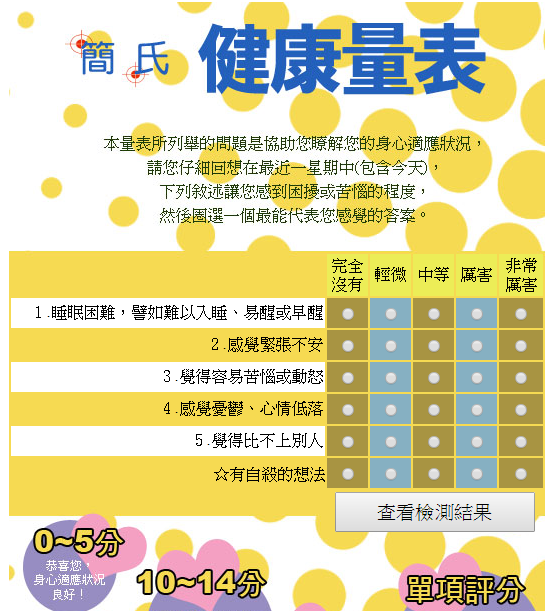 簡氏 健康量表
本量表所列舉的問題是協助您瞭解您的身心適應狀況，
請您仔細回想在最近一星期中(包含今天)，
下列敘述讓您感到困擾或苦惱的程度，
然後圈選一個最能代表您感覺的答案。
完全沒有 輕微 中等 厲害 非常厲害
1.睡眠困難，譬如難以入睡、易醒或早醒
2.感覺緊張不安
3.覺得容易苦惱或動怒
4.感覺憂鬱、心情低落
5.覺得比不上別人
☆有自殺的想法
查看檢測結果
0~5分
恭喜您，
身心適應狀況
良好！
10~14分
單項評分